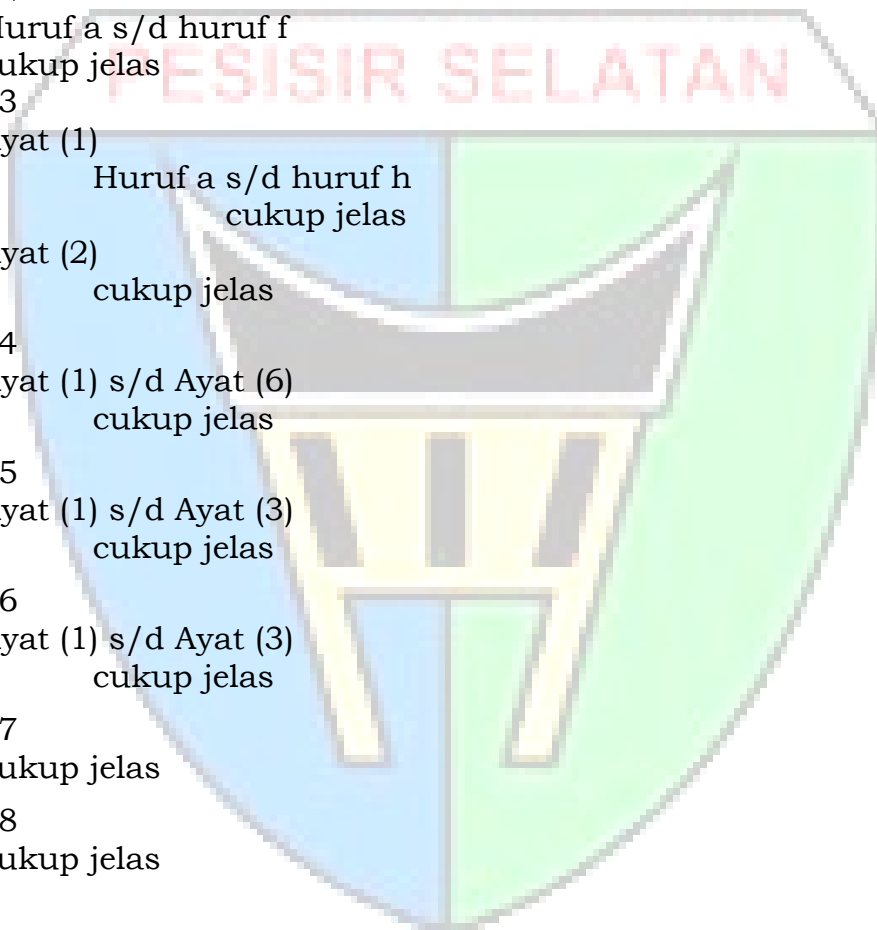 PESISIR SELATAN
Huruf a s/d huruf f
cukup jelas
3
Ayat (1)
Huruf a s/d huruf h
cukup jelas
Ayat (2)
cukup jelas
4
Ayat (1) s/d Ayat (6)
cukup jelas
5
Ayat (1) s/d Ayat (3)
cukup jelas
6
Ayat (1) s/d Ayat (3)
cukup jelas
7
cukup jelas
8
cukup jelas